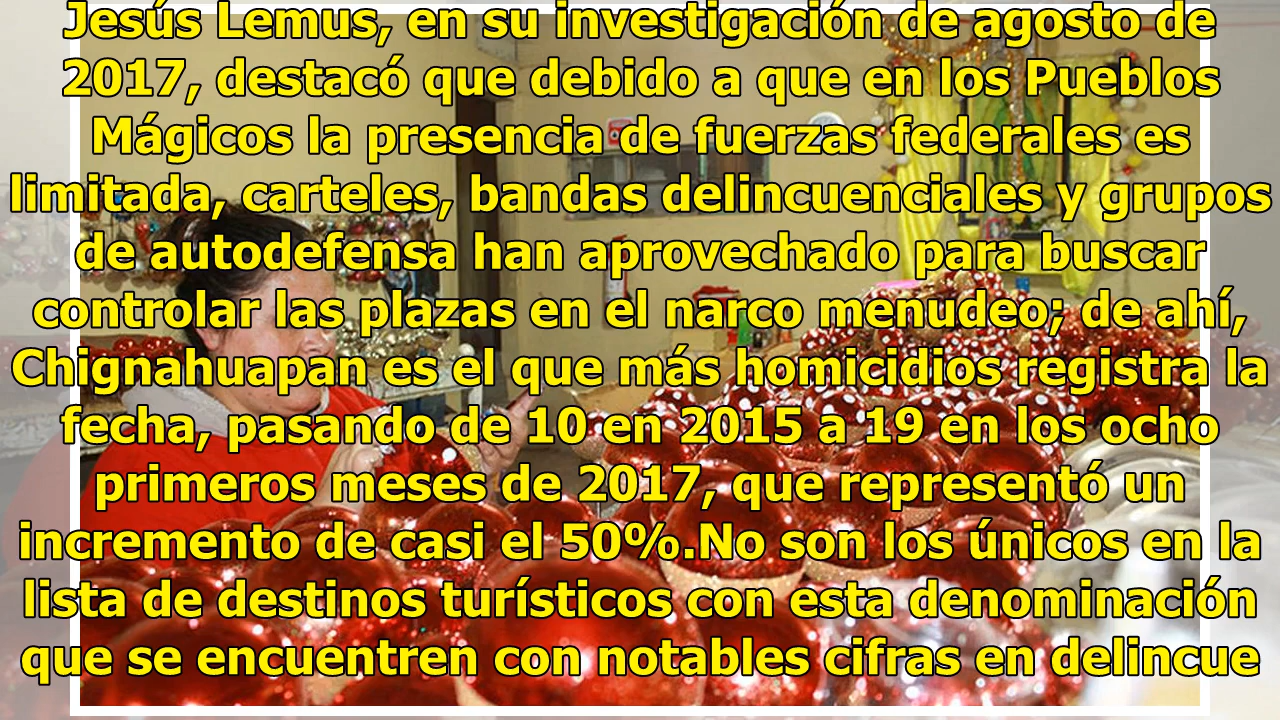 Jesús Lemus, en su investigación de agosto de
2017, destacó que debido a que en los Pueblos
Mágicos la presencia de fuerzas federales es
limitada, carteles, bandas delincuenciales y grupos
de autodefensa han aprovechado para buscar
controlar las plazas en el narco menudeo; de ahí,
Chignahuapan es el que más homicidios registra la
fecha, pasando de 10 en 2015 a 19 en los ocho
primeros meses de 2017, que representó un
incremento de casi el 50%.No son los únicos en la
lista de destinos turísticos con esta denominación
que se encuentren con notables cifras en delincue